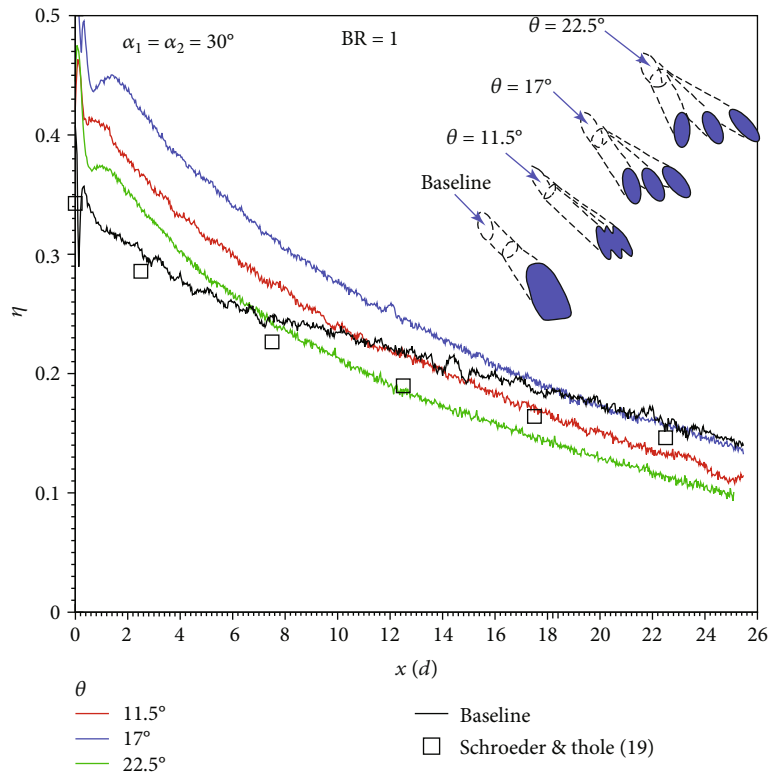 0.5
0.4
0.3
0.2
0.1
0
η
α₁ = α₂ = 30°
BR = 1
θ = 22.5°
θ = 17°
θ = 11.5°
Baseline
0 2 4 6 8 10 12 14 16 18 20 22 24 26
x (d)
θ
11.5°
17°
22.5°
Baseline
Schroeder & thole (19)